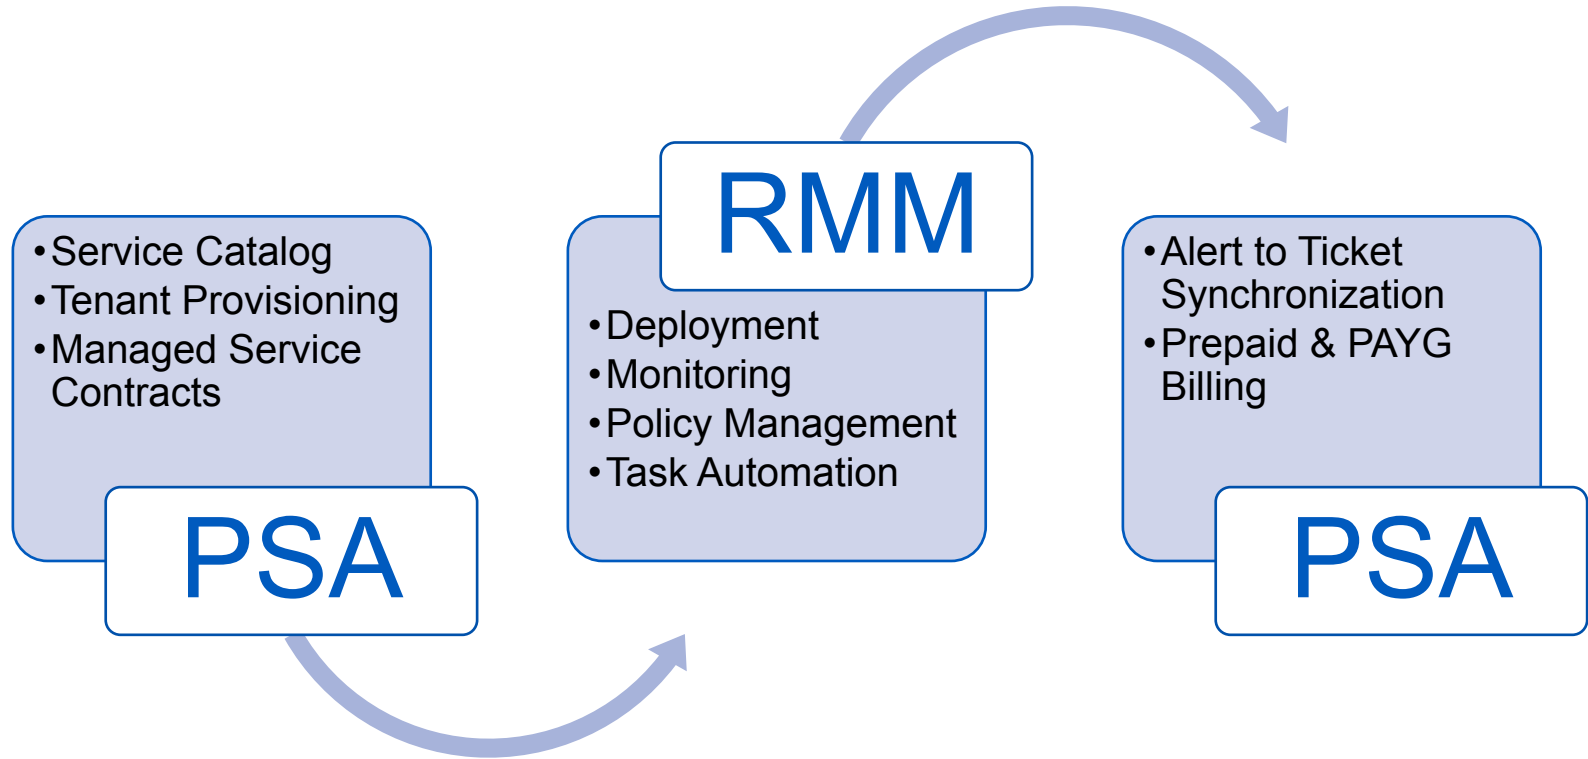 •Service Catalog
•Tenant Provisioning
•Managed Service
Contracts
PSA
RMM
•Deployment
•Monitoring
•Policy Management
•Task Automation
•Alert to Ticket
Synchronization
•Prepaid & PAYG
Billing
PSA